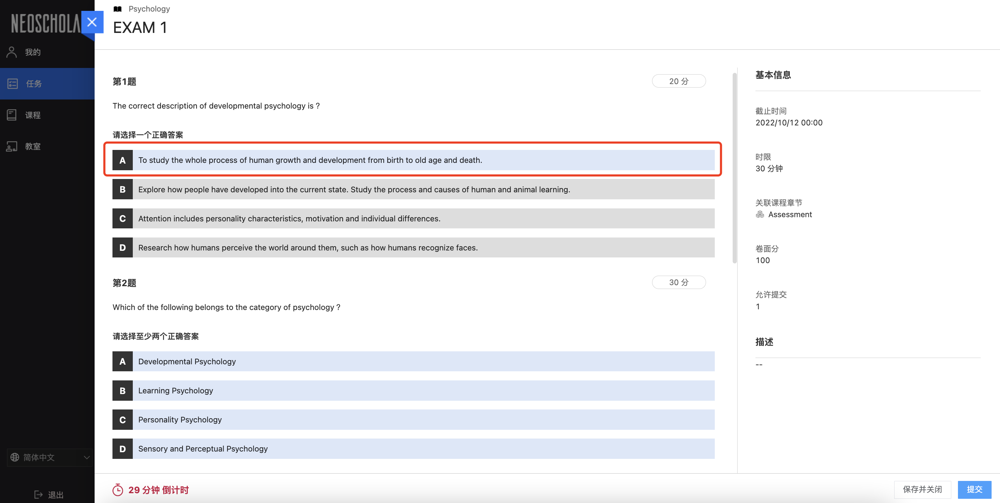 NEOSCHOLA
我的
任务
课程
教室
简体中文
退出
Psychology
EXAM 1
第1题
20 分
The correct description of developmental psychology is ?
请选择一个正确答案
A To study the whole process of human growth and development from birth to old age and death.
B Explore how people have developed into the current state. Study the process and causes of human and animal learning.
C Attention includes personality characteristics, motivation and individual differences.
D Research how humans perceive the world around them, such as how humans recognize faces.
第2题
30 分
Which of the following belongs to the category of psychology ?
请选择至少两个正确答案
A Developmental Psychology
B Learning Psychology
C Personality Psychology
D Sensory and Perceptual Psychology
29 分钟 倒计时
基本信息
截止时间
2022/10/12 00:00
时限
30 分钟
关联课程章节
Assessment
卷面分
100
允许提交
1
描述
--
保存并关闭
提交